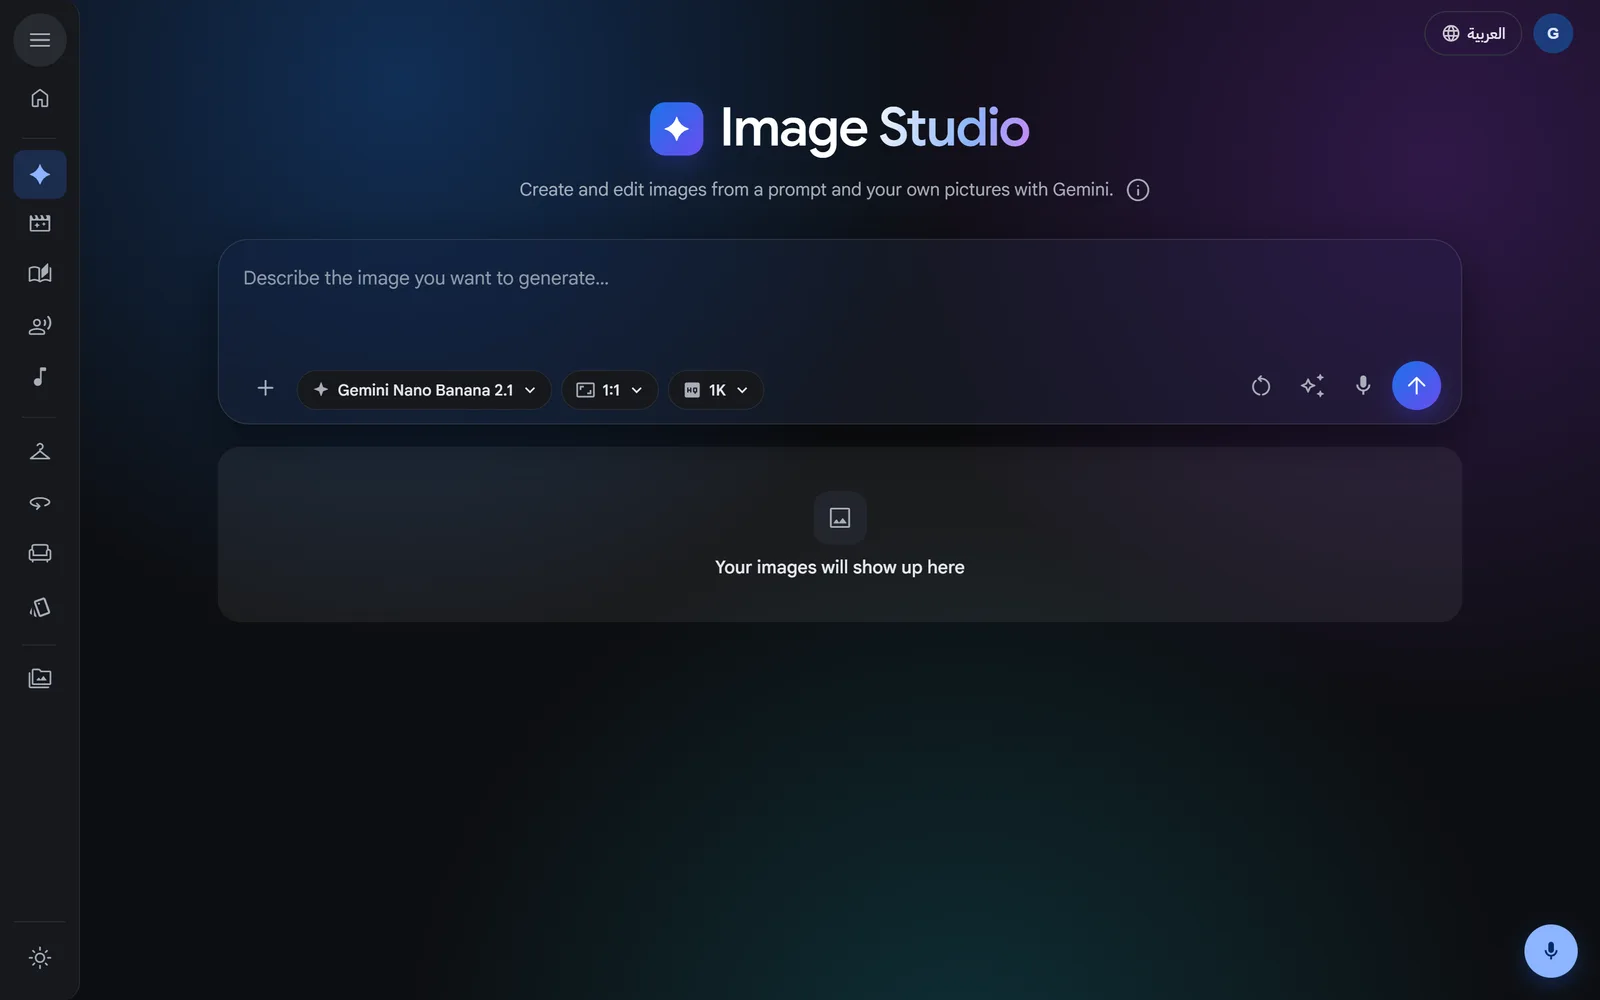 العربية
G
Image Studio
Create and edit images from a prompt and your own pictures with Gemini.
Describe the image you want to generate...
Gemini Nano Banana 2.1
1:1
HQ
1K
Your images will show up here